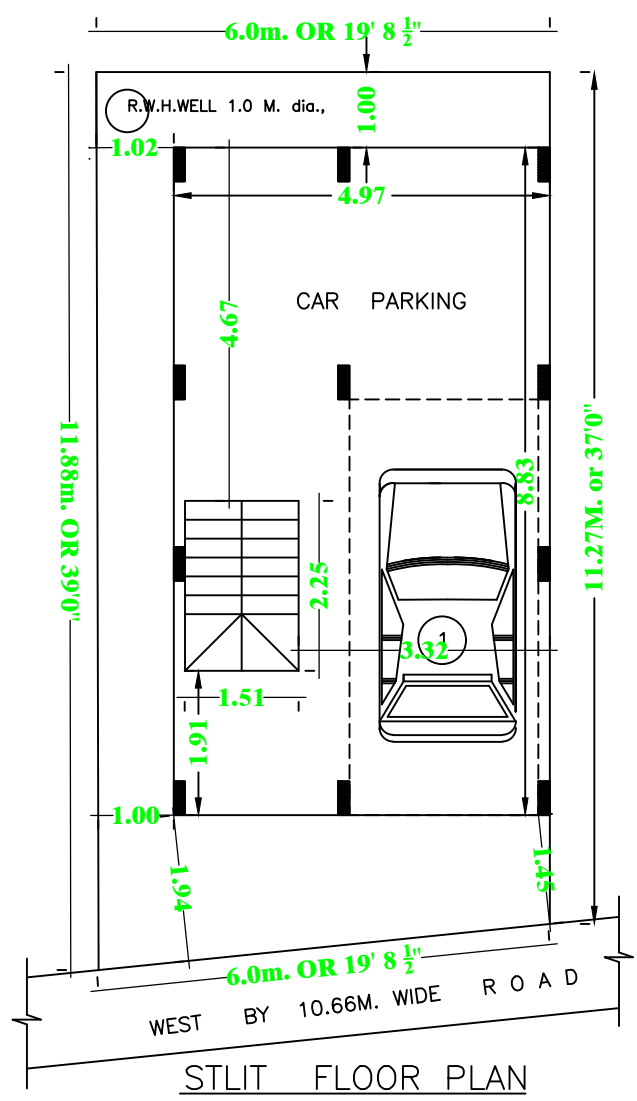 6.0m. OR 19' 8 1/2"
R.W.H.WELL 1.0 M. dia.,
1.00
1.02
4.97
4.67
CAR PARKING
11.88m. OR 39'0"
8.83
11.27M. or 37'0"
2.25
1
3.32
1.51
1.91
1.00
1.94
1.45
6.0m. OR 19' 8 1/2"
WEST BY 10.66M. WIDE ROAD
STLIT FLOOR PLAN